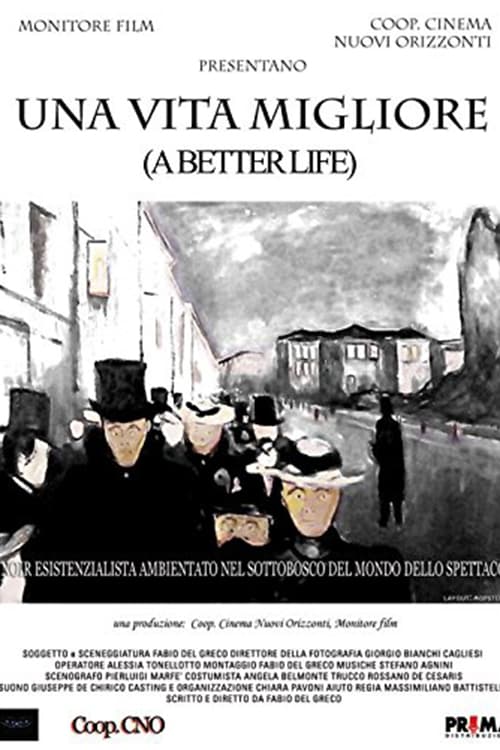 MONITORE FILM
COOP. CINEMA
NUOVI ORIZZONTI
PRESENTANO
UNA VITA MIGLIORE
(A BETTER LIFE)
NOIR ESISTENZIALISTA AMBIENTATO NEL SOTTOBOSCO DEL MONDO DELLO SPETTACO
una produzione: Coop. Cinema Nuovi Orizzonti, Monitore film
SOGGETTO e SCENEGGIATURA FABIO DEL GRECO DIRETTORE DELLA FOTOGRAFIA GIORGIO BIANCHI CAGLIESI
OPERATORE ALESSIA TONELLOTTO MONTAGGIO FABIO DEL GRECO MUSICHE STEFANO AGNINI
SCENOGRAFO PIERLUIGI MARFE' COSTUMISTA ANGELA BELMONTE TRUCCO ROSSANO DE CESARIS
SUONO GIUSEPPE DE CHIRICO CASTING E ORGANIZZAZIONE CHIARA PAVONI AIUTO REGIA MASSIMILIANO BATTISTEL
SCRITTO E DIRETTO DA FABIO DEL GRECO
Coop. CNO
PRIMA
DISTRIBUZIONE